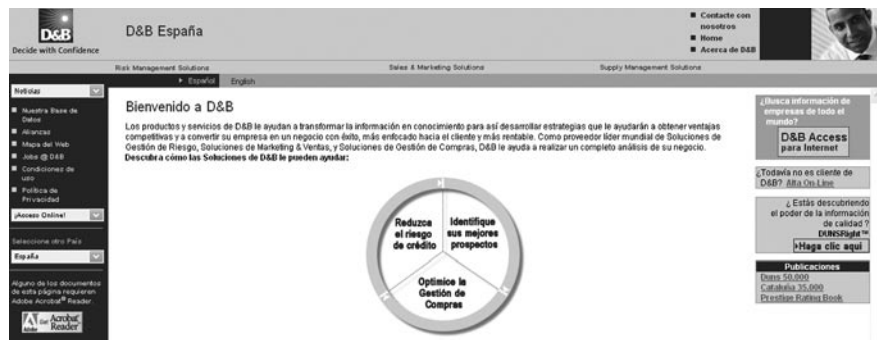 D&B
Decide with Confidence
D&B España
Contacte con
nosotros
Home
Acerca de D&B
Risk Management Solutions
Sales & Marketing Solutions
Supply Management Solutions
Español
English
Noticias
Nuestra Base de
Datos
Alianzas
Mapa del Web
Jobs @ D&B
Condiciones de
uso
Política de
Privacidad
¡Acceso Online!
Seleccione otro País
España
Alguno de los documentos
de esta página requieren
Adobe Acrobat® Reader.
Adobe
Get Acrobat
Reader
Bienvenido a D&B
Los productos y servicios de D&B le ayudan a transformar la información en conocimiento para así desarrollar estrategias que le ayudarán a obtener ventajas
competitivas y a convertir su empresa en un negocio con éxito, más enfocado hacia el cliente y más rentable. Como proveedor líder mundial de Soluciones de
Gestión de Riesgo, Soluciones de Marketing & Ventas, y Soluciones de Gestión de Compras, D&B le ayuda a realizar un completo análisis de su negocio.
Descubra cómo las Soluciones de D&B le pueden ayudar:
Reduzca
el riesgo
de crédito
Identifique
sus mejores
prospectos
Optimice la
Gestión de
Compras
¿Busca información de
empresas de todo el
mundo?
D&B Access
para Internet
¿Todavía no es cliente de
D&B? Alta On-Line
¿ Estás descubriendo
el poder de la información
de calidad ?
DUNSRight ™
Haga clic aquí
Publicaciones
Duns 50.000
Cataluña 35.000
Prestige Rating Book